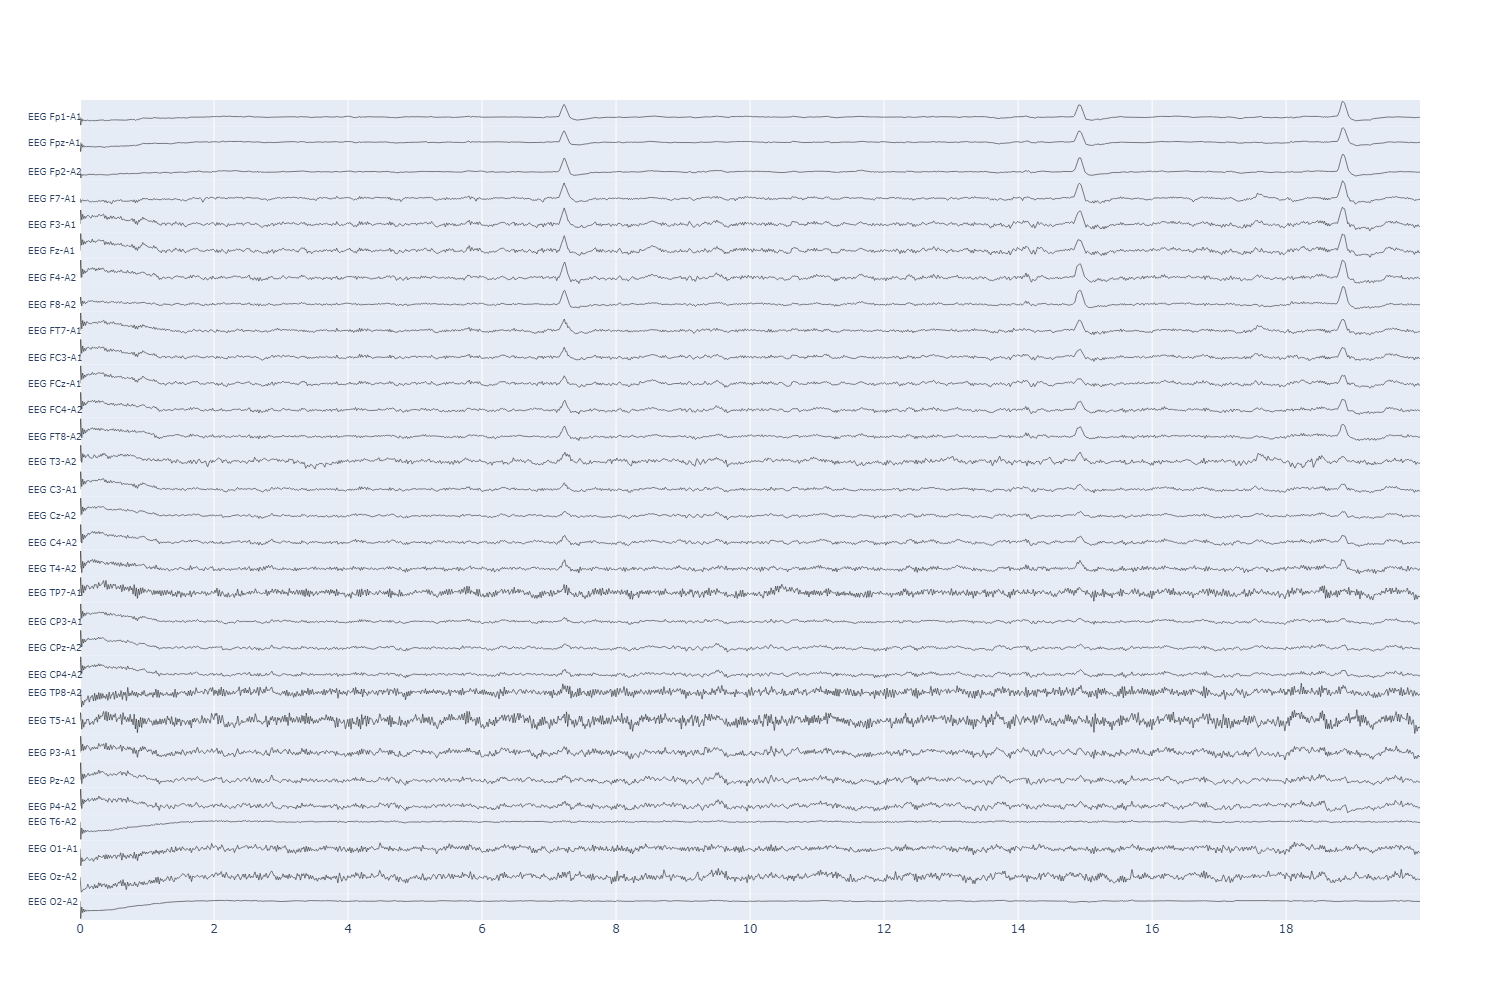 EEG Fp1-A1
EEG Fpz-A1
EEG Fp2-A2
EEG F7-A1
EEG F3-A1
EEG Fz-A1
EEG F4-A2
EEG F8-A2
EEG FT7-A1
EEG FC3-A1
EEG FCz-A1
EEG FC4-A2
EEG FT8-A2
EEG T3-A2
EEG C3-A1
EEG Cz-A2
EEG C4-A2
EEG T4-A2
EEG TP7-A1
EEG CP3-A1
EEG CPz-A2
EEG CP4-A2
EEG TP8-A2
EEG T5-A1
EEG P3-A1
EEG Pz-A2
EEG P4-A2
EEG T6-A2
EEG O1-A1
EEG Oz-A2
EEG O2-A2
0 2 4 6 8 10 12 14 16 18